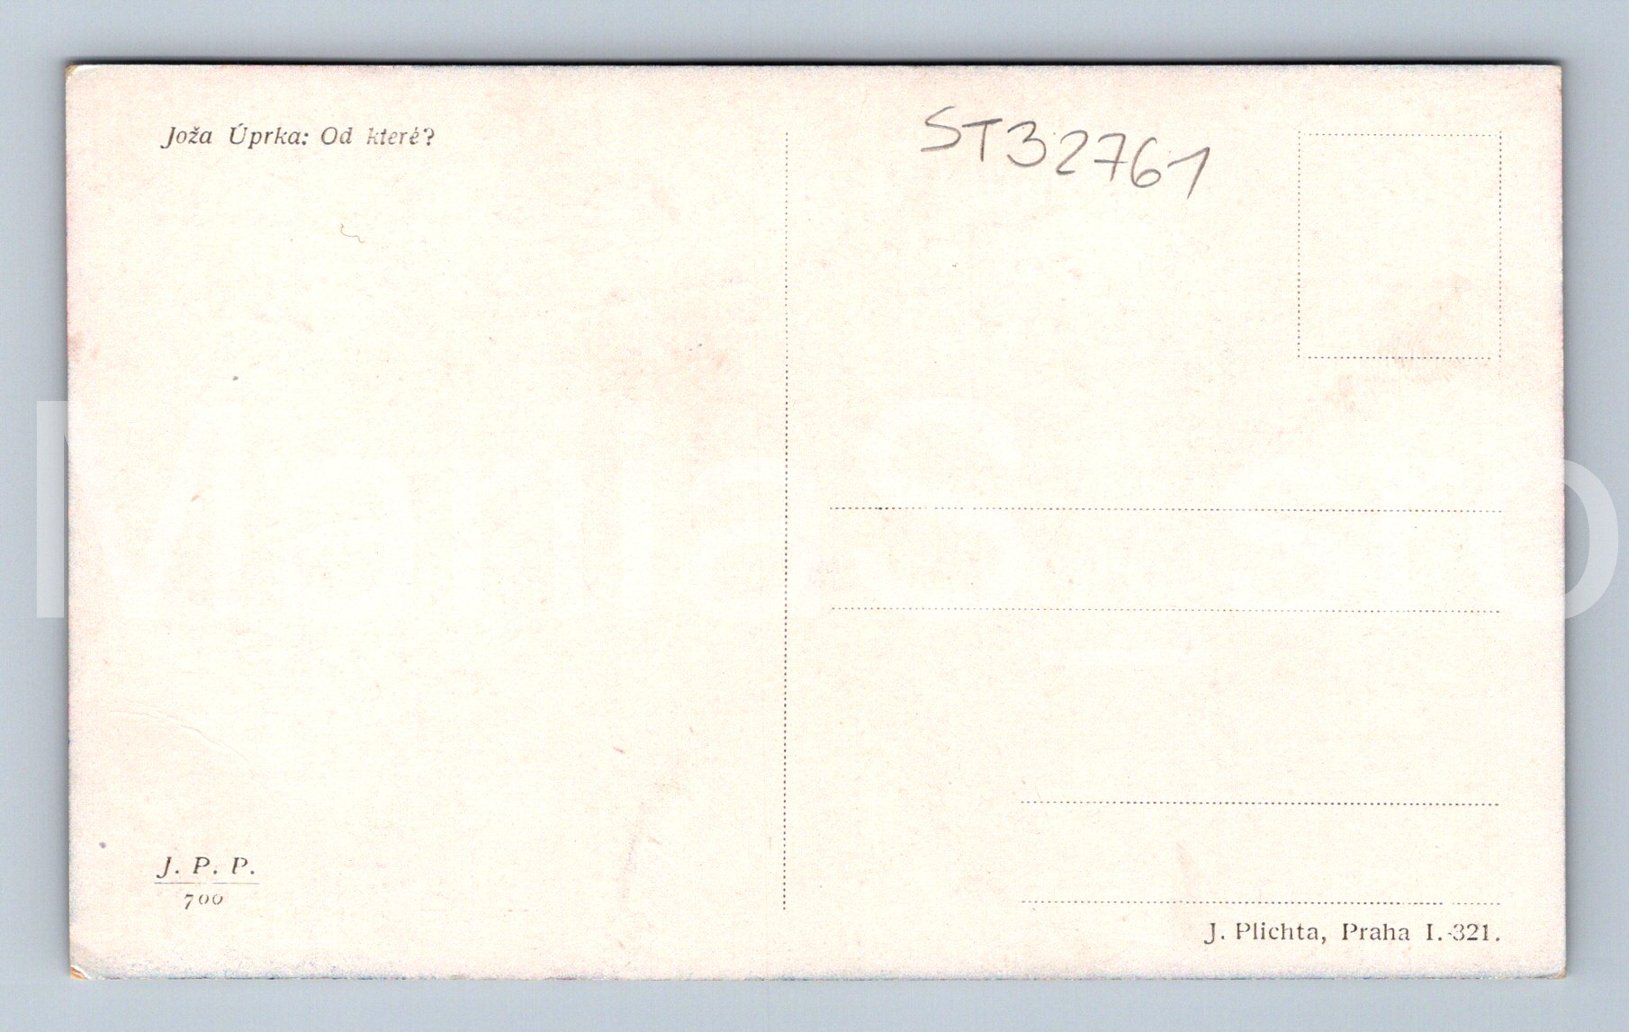 Joža Úprka: Od které?
ST32761
J. P. P.
700
J. Plichta, Praha I.-321.